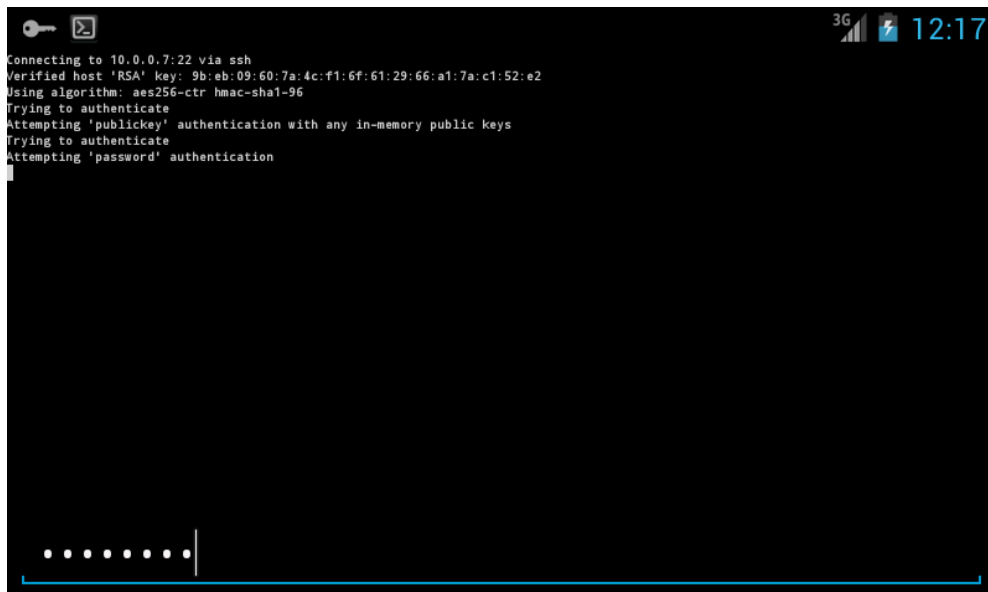 3G 12:17
Connecting to 10.0.0.7:22 via ssh
Verified host 'RSA' key: 9b:eb:09:60:7a:4c:f1:6f:61:29:66:a1:7a:c1:52:e2
Using algorithm: aes256-ctr hmac-sha1-96
Trying to authenticate
Attempting 'publickey' authentication with any in-memory public keys
Trying to authenticate
Attempting 'password' authentication
••••••••